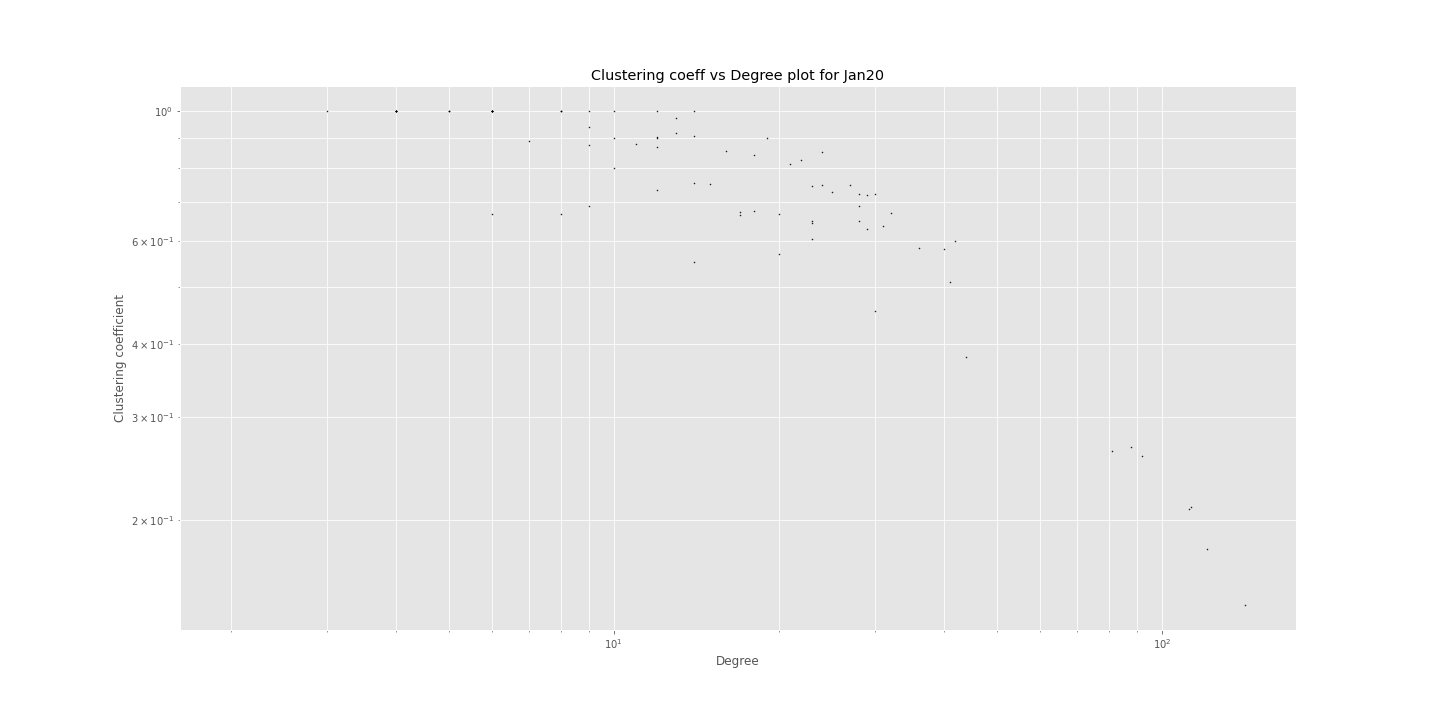 Clustering coeff vs Degree plot for Jan20
10⁰
6 × 10⁻¹
4 × 10⁻¹
3 × 10⁻¹
2 × 10⁻¹
Clustering coefficient
10¹
10²
Degree